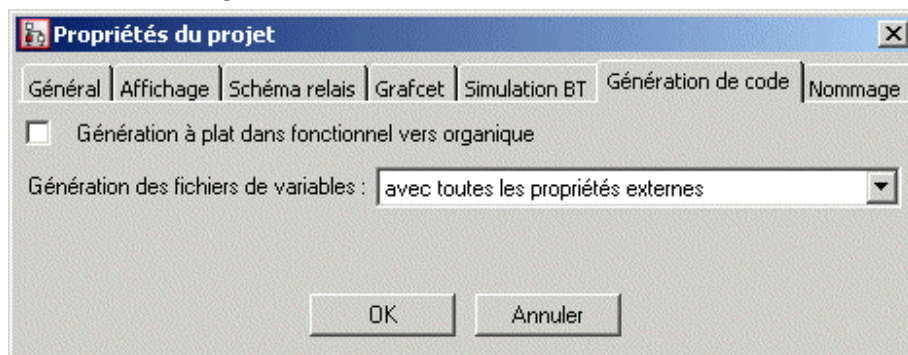 Propriétés du projet
Général Affichage Schéma relais Grafcet Simulation BT Génération de code Nommage
Génération à plat dans fonctionnel vers organique
Génération des fichiers de variables : avec toutes les propriétés externes
OK Annuler